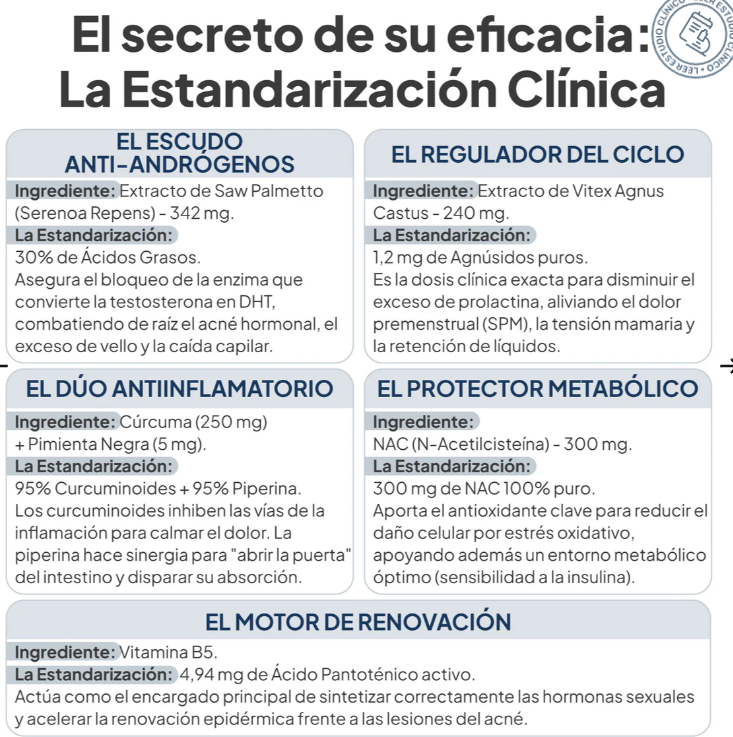 El secreto de su eficacia:
La Estandarización Clínica
LEER ESTUDIO CLÍNICO • LEER ESTUDIO CLÍNICO
EL ESCUDO
ANTI-ANDRÓGENOS
Ingrediente: Extracto de Saw Palmetto
(Serenoa Repens) - 342 mg.
La Estandarización:
30% de Ácidos Grasos.
Asegura el bloqueo de la enzima que
convierte la testosterona en DHT,
combatiendo de raíz el acné hormonal, el
exceso de vello y la caída capilar.
EL REGULADOR DEL CICLO
Ingrediente: Extracto de Vitex Agnus
Castus - 240 mg.
La Estandarización:
1,2 mg de Agnúsidos puros.
Es la dosis clínica exacta para disminuir el
exceso de prolactina, aliviando el dolor
premenstrual (SPM), la tensión mamaria y
la retención de líquidos.
EL DÚO ANTIINFLAMATORIO
Ingrediente: Cúrcuma (250 mg)
+ Pimienta Negra (5 mg).
La Estandarización:
95% Curcuminoides + 95% Piperina.
Los curcuminoides inhiben las vías de la
inflamación para calmar el dolor. La
piperina hace sinergia para "abrir la puerta"
del intestino y disparar su absorción.
EL PROTECTOR METABÓLICO
Ingrediente:
NAC (N-Acetilcisteína) - 300 mg.
La Estandarización:
300 mg de NAC 100% puro.
Aporta el antioxidante clave para reducir el
daño celular por estrés oxidativo,
apoyando además un entorno metabólico
óptimo (sensibilidad a la insulina).
EL MOTOR DE RENOVACIÓN
Ingrediente: Vitamina B5.
La Estandarización: 4,94 mg de Ácido Pantoténico activo.
Actúa como el encargado principal de sintetizar correctamente las hormonas sexuales
y acelerar la renovación epidérmica frente a las lesiones del acné.